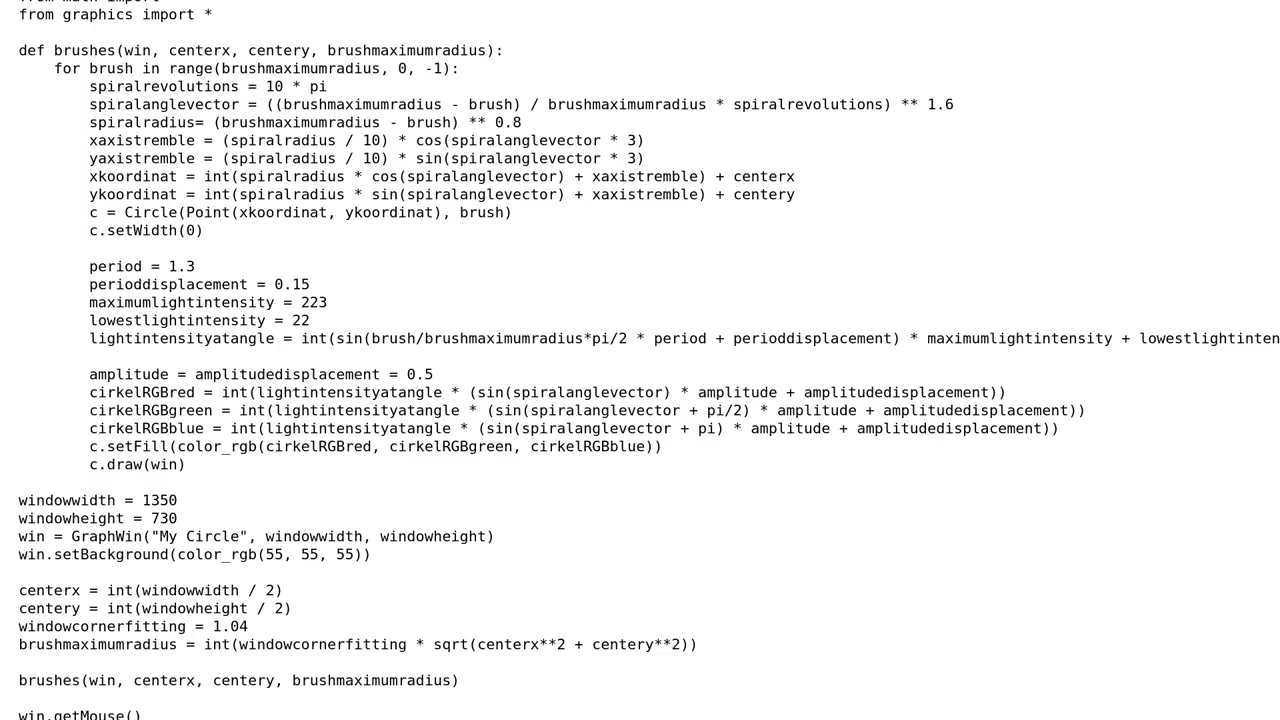 from math import *
from graphics import *
def brushes(win, centerx, centery, brushmaximumradius):
for brush in range(brushmaximumradius, 0, -1):
spiralrevolutions = 10 * pi
spiralanglevector = ((brushmaximumradius - brush) / brushmaximumradius * spiralrevolutions) ** 1.6
spiralradius= (brushmaximumradius - brush) ** 0.8
xaxistremble = (spiralradius / 10) * cos(spiralanglevector * 3)
yaxistremble = (spiralradius / 10) * sin(spiralanglevector * 3)
xkoordinat = int(spiralradius * cos(spiralanglevector) + xaxistremble) + centerx
ykoordinat = int(spiralradius * sin(spiralanglevector) + xaxistremble) + centery
c = Circle(Point(xkoordinat, ykoordinat), brush)
c.setWidth(0)
period = 1.3
perioddisplacement = 0.15
maximumlightintensity = 223
lowestlightintensity = 22
lightintensityatangle = int(sin(brush/brushmaximumradius*pi/2 * period + perioddisplacement) * maximumlightintensity + lowestlightinten
amplitude = amplitudedisplacement = 0.5
cirkelRGBred = int(lightintensityatangle * (sin(spiralanglevector) * amplitude + amplitudedisplacement))
cirkelRGBgreen = int(lightintensityatangle * (sin(spiralanglevector + pi/2) * amplitude + amplitudedisplacement))
cirkelRGBblue = int(lightintensityatangle * (sin(spiralanglevector + pi) * amplitude + amplitudedisplacement))
c.setFill(color_rgb(cirkelRGBred, cirkelRGBgreen, cirkelRGBblue))
c.draw(win)
windowwidth = 1350
windowheight = 730
win = GraphWin("My Circle", windowwidth, windowheight)
win.setBackground(color_rgb(55, 55, 55))
centerx = int(windowwidth / 2)
centery = int(windowheight / 2)
windowcornerfitting = 1.04
brushmaximumradius = int(windowcornerfitting * sqrt(centerx**2 + centery**2))
brushes(win, centerx, centery, brushmaximumradius)
win.getMouse()